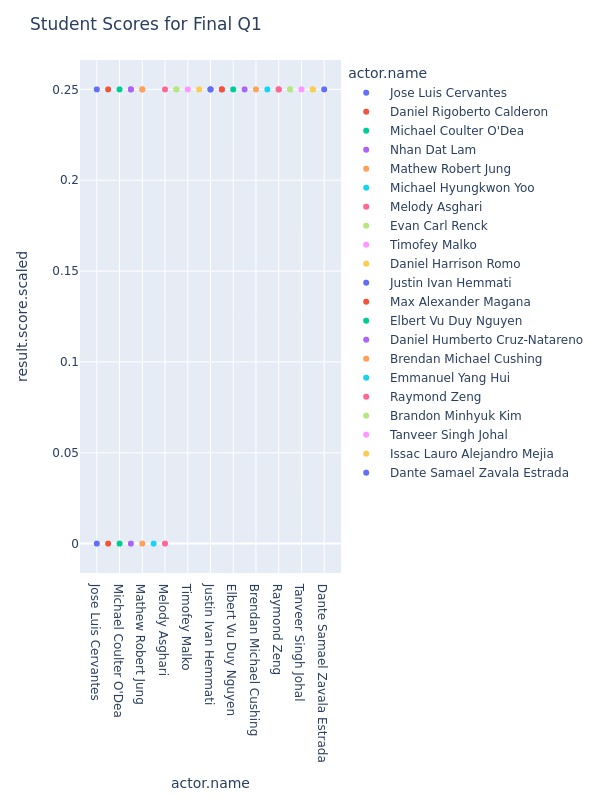 Student Scores for Final Q1
actor.name
Jose Luis Cervantes
Daniel Rigoberto Calderon
Michael Coulter O'Dea
Nhan Dat Lam
Mathew Robert Jung
Michael Hyungkwon Yoo
Melody Asghari
Evan Carl Renck
Timofey Malko
Daniel Harrison Romo
Justin Ivan Hemmati
Max Alexander Magana
Elbert Vu Duy Nguyen
Daniel Humberto Cruz-Natareno
Brendan Michael Cushing
Emmanuel Yang Hui
Raymond Zeng
Brandon Minhyuk Kim
Tanveer Singh Johal
Issac Lauro Alejandro Mejia
Dante Samael Zavala Estrada
result.score.scaled
0.25
0.2
0.15
0.1
0.05
0
Jose Luis Cervantes
Michael Coulter O'Dea
Mathew Robert Jung
Melody Asghari
Timofey Malko
Justin Ivan Hemmati
Elbert Vu Duy Nguyen
Brendan Michael Cushing
Raymond Zeng
Tanveer Singh Johal
Dante Samael Zavala Estrada
actor.name